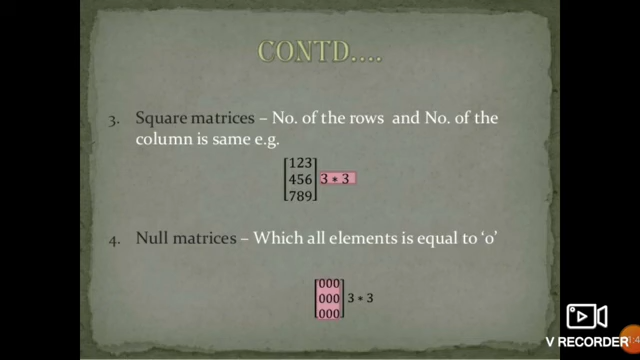 CONTD....
3. Square matrices – No. of the rows and No. of the
column is same e.g.
123
456 3 * 3
789
4. Null matrices – Which all elements is equal to ‘0’
000
000 3 * 3
000
V RECORDER